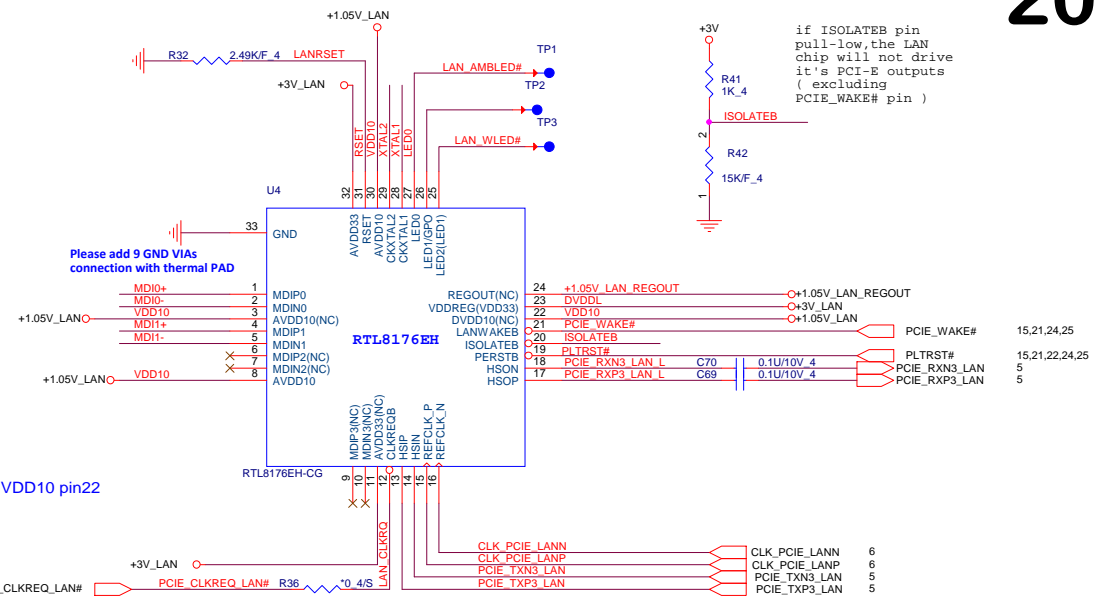 20
+1.05V_LAN
+3V
if ISOLATEB pin
pull-low,the LAN
chip will not drive
it's PCI-E outputs
( excluding
PCIE_WAKE# pin )
R32 2.49K/F_4 LANRSET
TP1
LAN_AMBLED#
+3V_LAN
TP2
R41
1K_4
TP3
ISOLATEB
LAN_WLED#
2
R42
15K/F_4
1
RSET
VDD10
XTAL2
XTAL1
LED0
U4
32 31 30 29 28 27 26 25
AVDD33
RSET
AVDD10
CKXTAL2
CKXTAL1
LED0
LED1/GPO
LED2(LED1)
33 GND
Please add 9 GND VIAs
connection with thermal PAD
MDI0+ 1 MDIP0
MDI0- 2 MDIN0
+1.05V_LAN VDD10 3 AVDD10(NC)
MDI1+ 4 MDIP1
MDI1- 5 MDIN1
6 MDIP2(NC)
7 MDIN2(NC)
+1.05V_LAN VDD10 8 AVDD10
RTL8176EH
REGOUT(NC) 24 +1.05V_LAN_REGOUT +1.05V_LAN_REGOUT
VDDREG(VDD33) 23 DVDDL +3V_LAN
DVDD10(NC) 22 VDD10 +1.05V_LAN
LANWAKEB 21 PCIE_WAKE# PCIE_WAKE# 15,21,24,25
ISOLATEB 20 ISOLATEB
PERSTB 19 PLTRST# PLTRST# 15,21,22,24,25
HSON 18 PCIE_RXN3_LAN_L C70 0.1U/10V_4 PCIE_RXN3_LAN 5
HSOP 17 PCIE_RXP3_LAN_L C69 0.1U/10V_4 PCIE_RXP3_LAN 5
MDIP3(NC)
MDIN3(NC)
AVDD33(NC)
CLKREQB
HSIP
HSIN
REFCLK_P
REFCLK_N
RTL8176EH-CG
9 10 11 12 13 14 15 16
VDD10 pin22
LAN_CLKRQ
CLK_PCIE_LANN CLK_PCIE_LANN 6
CLK_PCIE_LANP CLK_PCIE_LANP 6
+3V_LAN
PCIE_TXN3_LAN PCIE_TXN3_LAN 5
_CLKREQ_LAN# PCIE_CLKREQ_LAN# R36 *0_4/S
PCIE_TXP3_LAN PCIE_TXP3_LAN 5